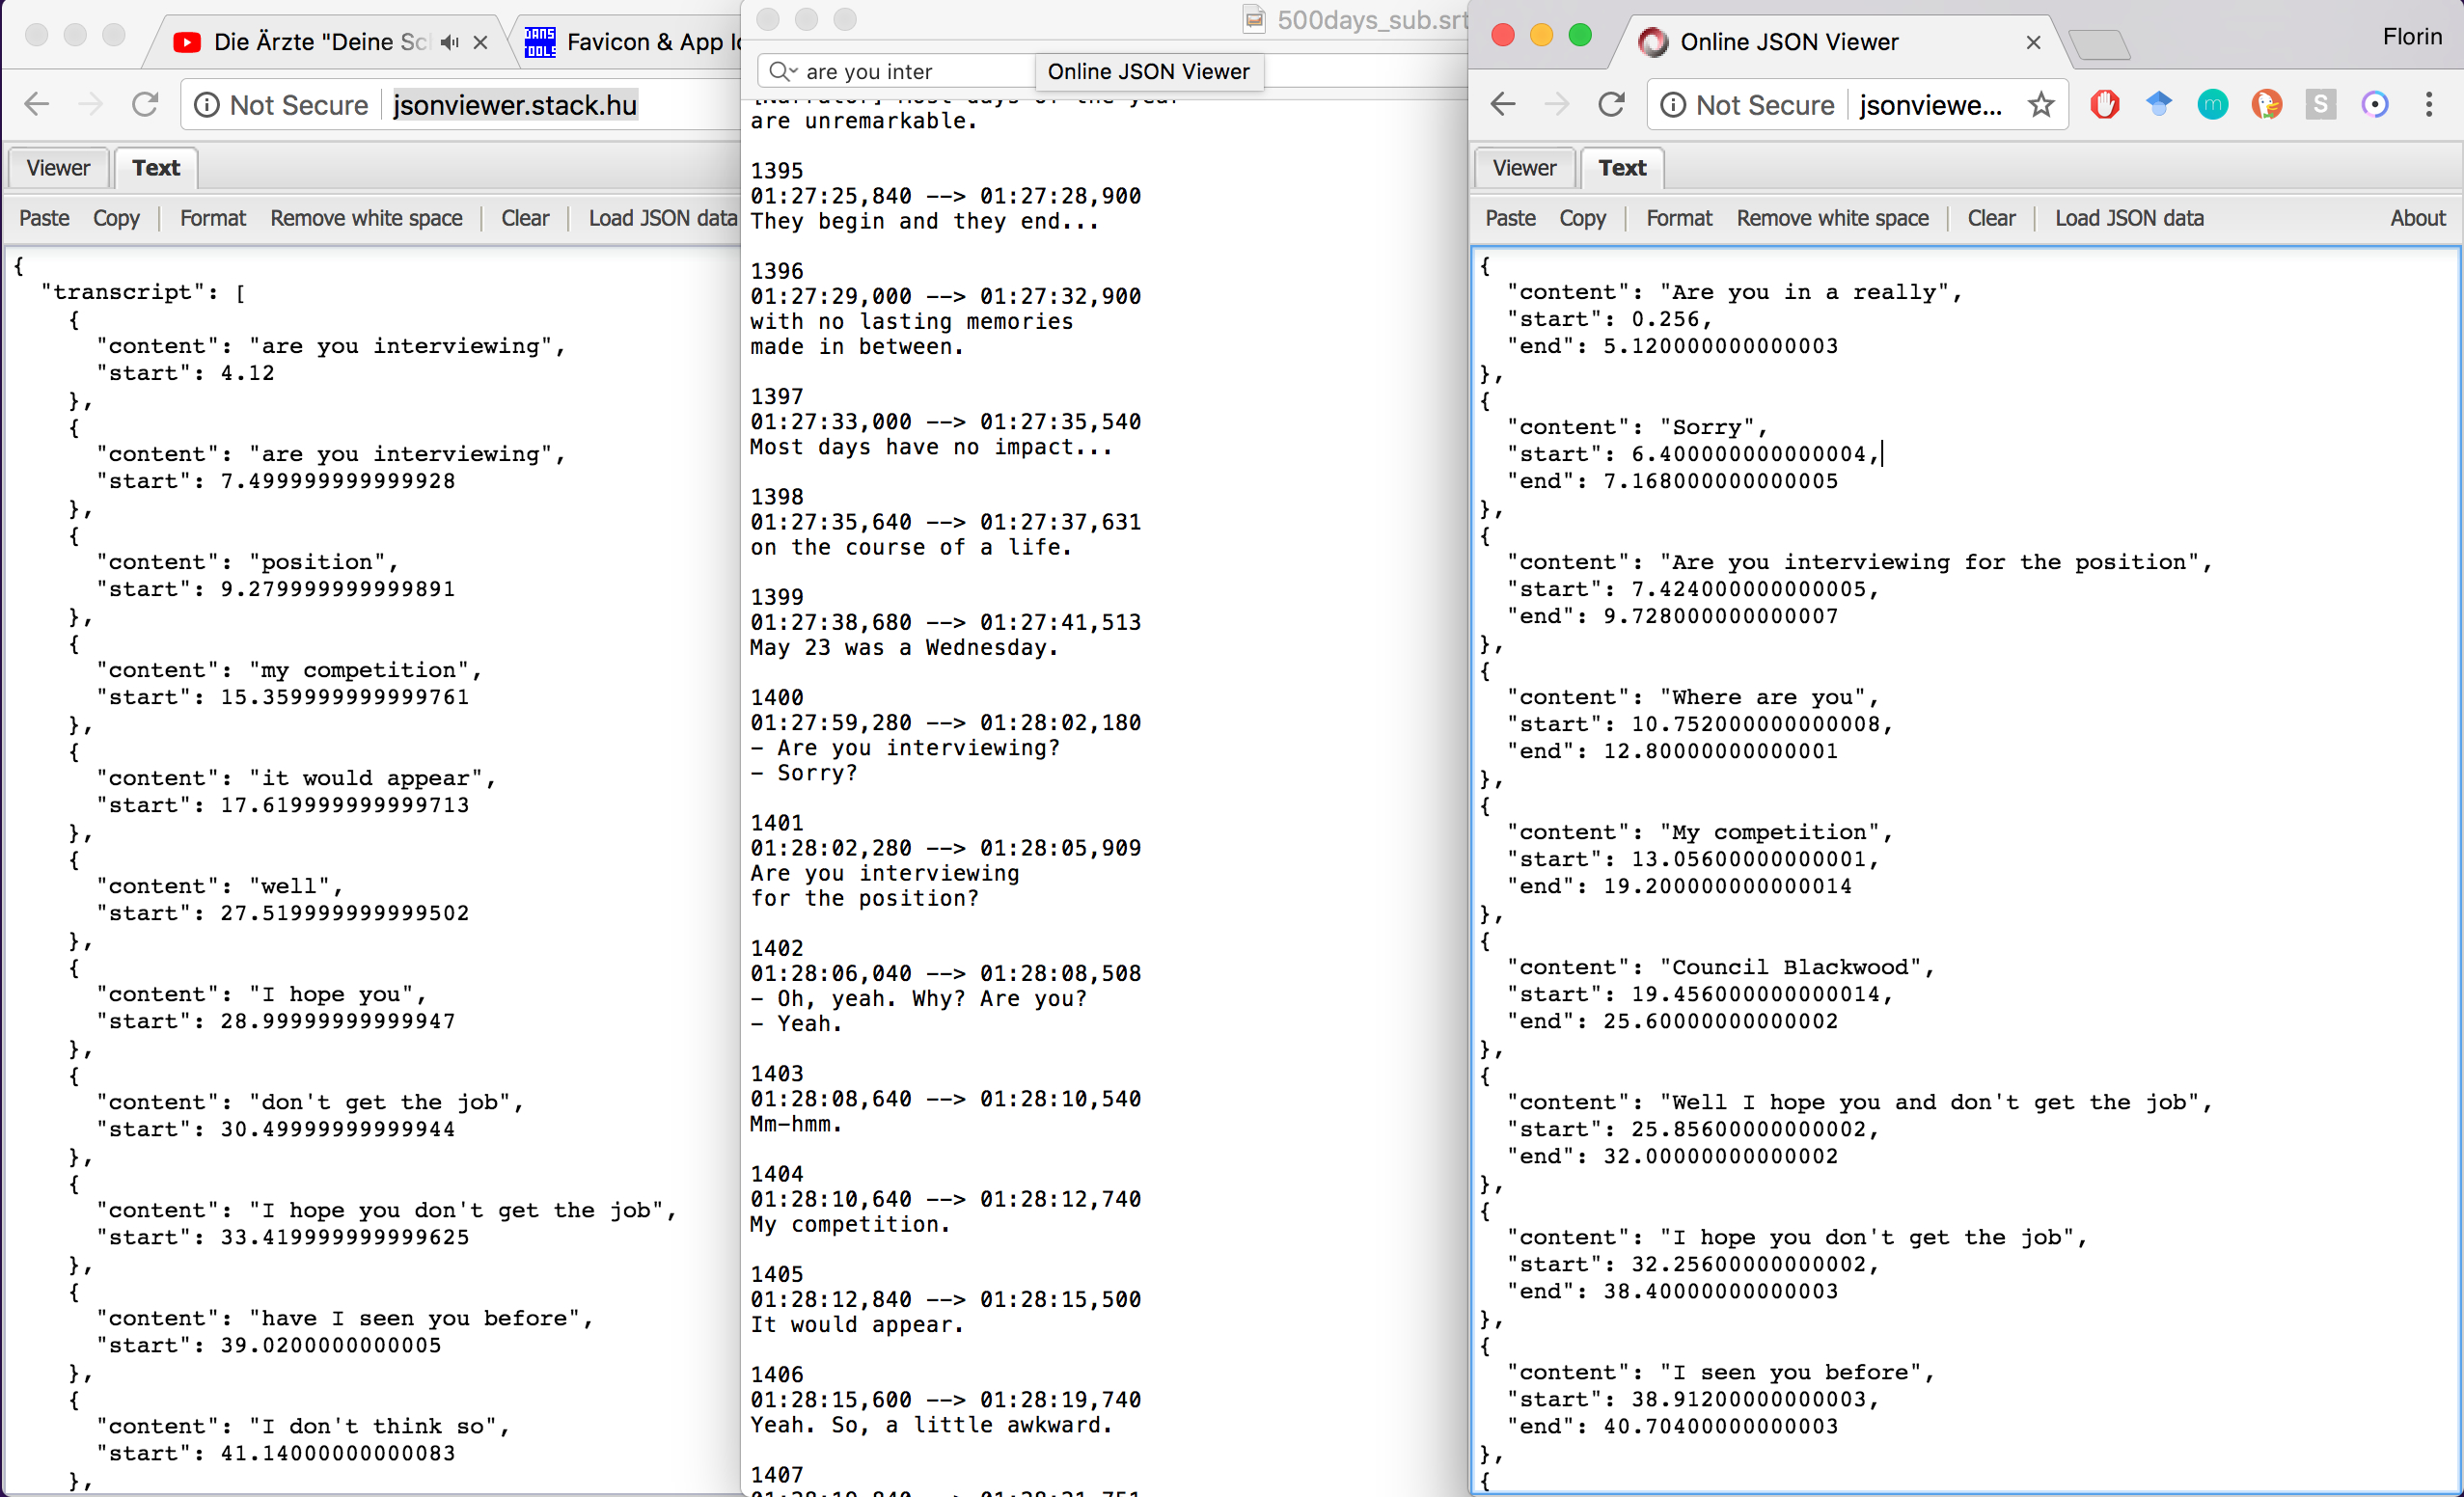 Die Ärzte "Deine Sc
Favicon & App Ic
Not Secure
jsonviewer.stack.hu
Viewer
Text
Paste Copy Format Remove white space Clear Load JSON data
{
"transcript": [
{
"content": "are you interviewing",
"start": 4.12
},
{
"content": "are you interviewing",
"start": 7.499999999999928
},
{
"content": "position",
"start": 9.279999999999891
},
{
"content": "my competition",
"start": 15.359999999999761
},
{
"content": "it would appear",
"start": 17.619999999999713
},
{
"content": "well",
"start": 27.519999999999502
},
{
"content": "I hope you",
"start": 28.99999999999947
},
{
"content": "don't get the job",
"start": 30.49999999999944
},
{
"content": "I hope you don't get the job",
"start": 33.419999999999625
},
{
"content": "have I seen you before",
"start": 39.0200000000005
},
{
"content": "I don't think so",
"start": 41.14000000000083
},
500days_sub.srt
are you inter
Online JSON Viewer
[Narrator] Most days of the year
are unremarkable.
1395
01:27:25,840 --> 01:27:28,900
They begin and they end...
1396
01:27:29,000 --> 01:27:32,900
with no lasting memories
made in between.
1397
01:27:33,000 --> 01:27:35,540
Most days have no impact...
1398
01:27:35,640 --> 01:27:37,631
on the course of a life.
1399
01:27:38,680 --> 01:27:41,513
May 23 was a Wednesday.
1400
01:27:59,280 --> 01:28:02,180
- Are you interviewing?
- Sorry?
1401
01:28:02,280 --> 01:28:05,909
Are you interviewing
for the position?
1402
01:28:06,040 --> 01:28:08,508
- Oh, yeah. Why? Are you?
- Yeah.
1403
01:28:08,640 --> 01:28:10,540
Mm-hmm.
1404
01:28:10,640 --> 01:28:12,740
My competition.
1405
01:28:12,840 --> 01:28:15,500
It would appear.
1406
01:28:15,600 --> 01:28:19,740
Yeah. So, a little awkward.
1407
01:28:19,840 --> 01:28:21,751
Online JSON Viewer
Florin
Not Secure
jsonviewe...
Viewer
Text
Paste Copy Format Remove white space Clear Load JSON data About
{
"content": "Are you in a really",
"start": 0.256,
"end": 5.120000000000003
},
{
"content": "Sorry",
"start": 6.400000000000004,
"end": 7.168000000000005
},
{
"content": "Are you interviewing for the position",
"start": 7.424000000000005,
"end": 9.728000000000007
},
{
"content": "Where are you",
"start": 10.752000000000008,
"end": 12.80000000000001
},
{
"content": "My competition",
"start": 13.05600000000001,
"end": 19.200000000000014
},
{
"content": "Council Blackwood",
"start": 19.456000000000014,
"end": 25.60000000000002
},
{
"content": "Well I hope you and don't get the job",
"start": 25.85600000000002,
"end": 32.00000000000002
},
{
"content": "I hope you don't get the job",
"start": 32.25600000000002,
"end": 38.40000000000003
},
{
"content": "I seen you before",
"start": 38.91200000000003,
"end": 40.70400000000003
},
{